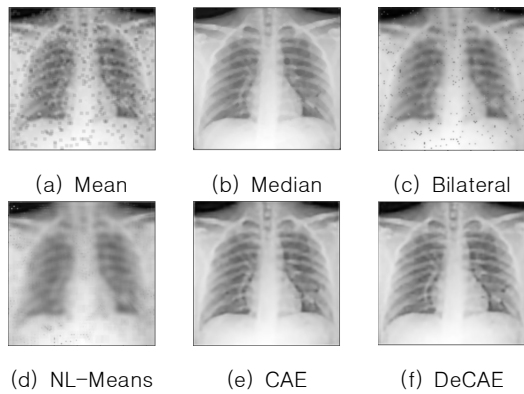 (a) Mean
(b) Median
(c) Bilateral
(d) NL-Means
(e) CAE
(f) DeCAE